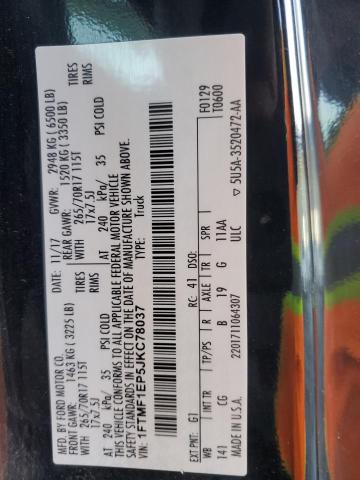 MFD. BY FORD MOTOR CO.
DATE: 11/17 GVWR: 2948 KG ( 6500 LB)
FRONT GAWR: 1463 KG ( 3225 LB) REAR GAWR: 1520 KG ( 3350 LB)
WITH 265/70R17 115T TIRES WITH 265/70R17 115T TIRES
17x7.5J RIMS 17x7.5J RIMS
AT 240 kPa/ 35 PSI COLD AT 240 kPa/ 35 PSI COLD
THIS VEHICLE CONFORMS TO ALL APPLICABLE FEDERAL MOTOR VEHICLE
SAFETY STANDARDS IN EFFECT ON THE DATE OF MANUFACTURE SHOWN ABOVE.
VIN: 1FTMF1EP5JKC78037
TYPE: Truck
F0129
T0600
EXT PNT: G1 RC: 41 DSO:
WB INT TR TP/PS R AXLE TR SPR
141 CG B 19 G 11AA
ULC
▽ 5U5A-3520472-AA
MADE IN U.S.A. 2201711064307